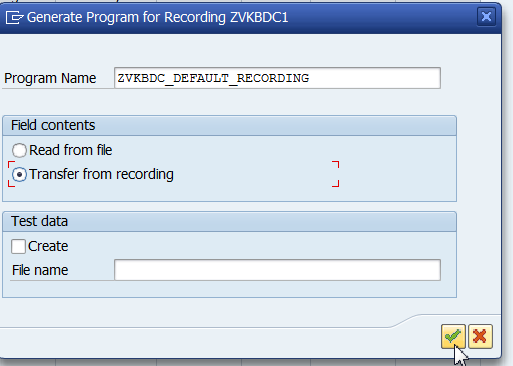 Generate Program for Recording ZVKBDC1
Program Name ZVKBDC_DEFAULT_RECORDING
Field contents
Read from file
Transfer from recording
Test data
Create
File name